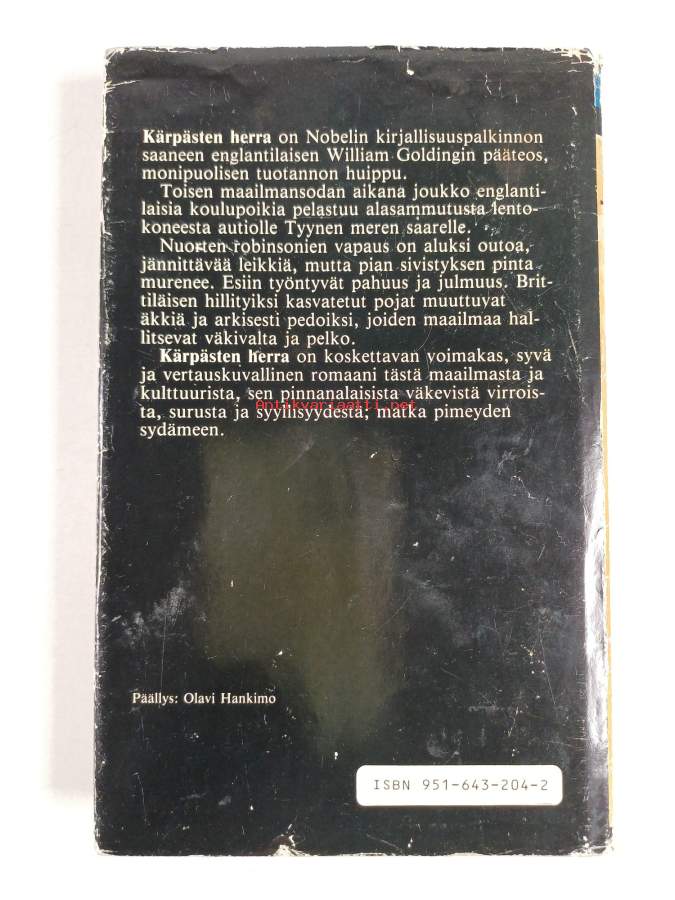 Kärpästen herra on Nobelin kirjallisuuspalkinnon
saaneen englantilaisen William Goldingin pääteos,
monipuolisen tuotannon huippu.
Toisen maailmansodan aikana joukko englanti-
laisia koulupoikia pelastuu alasammutusta lento-
koneesta autiolle Tyynen meren saarelle.
Nuorten robinsonien vapaus on aluksi outoa,
jännittävää leikkiä, mutta pian sivistyksen pinta
murenee. Esiin työntyvät pahuus ja julmuus. Brit-
tiläisen hillityiksi kasvatetut pojat muuttuvat
äkkiä ja arkisesti pedoiksi, joiden maailmaa hal-
litsevat väkivalta ja pelko.
Kärpästen herra on koskettavan voimakas, syvä
ja vertauskuvallinen romaani tästä maailmasta ja
kulttuurista, sen pinnanalaisista väkevistä virrois-
ta, surusta ja syyllisyydestä, matka pimeyden
sydämeen.
Antikvariaatti.net
Päällys: Olavi Hankimo
ISBN 951-643-204-2